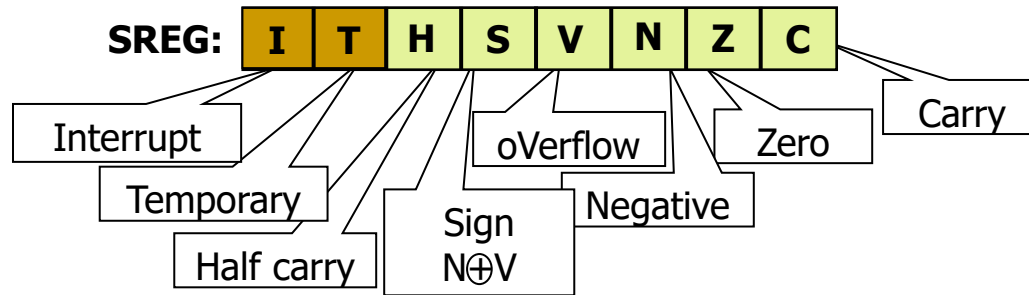 SREG: I T H S V N Z C
Interrupt
Temporary
Half carry
Sign
N⊕V
oVerflow
Negative
Zero
Carry